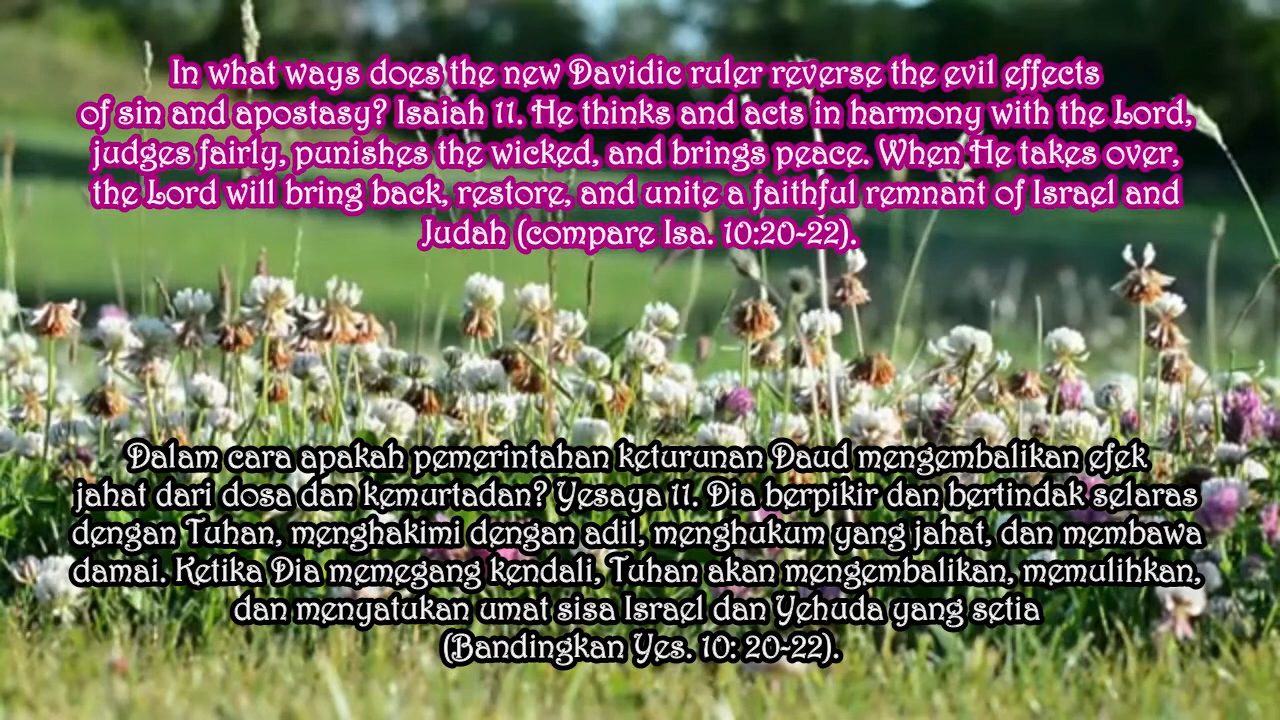 In what ways does the new Davidic ruler reverse the evil effects
of sin and apostasy? Isaiah 11. He thinks and acts in harmony with the Lord,
judges fairly, punishes the wicked, and brings peace. When He takes over,
the Lord will bring back, restore, and unite a faithful remnant of Israel and
Judah (compare Isa. 10:20-22).
Dalam cara apakah pemerintahan keturunan Daud mengembalikan efek
jahat dari dosa dan kemurtadan? Yesaya 11. Dia berpikir dan bertindak selaras
dengan Tuhan, menghakimi dengan adil, menghukum yang jahat, dan membawa
damai. Ketika Dia memegang kendali, Tuhan akan mengembalikan, memulihkan,
dan menyatukan umat sisa Israel dan Yehuda yang setia
(Bandingkan Yes. 10: 20-22).